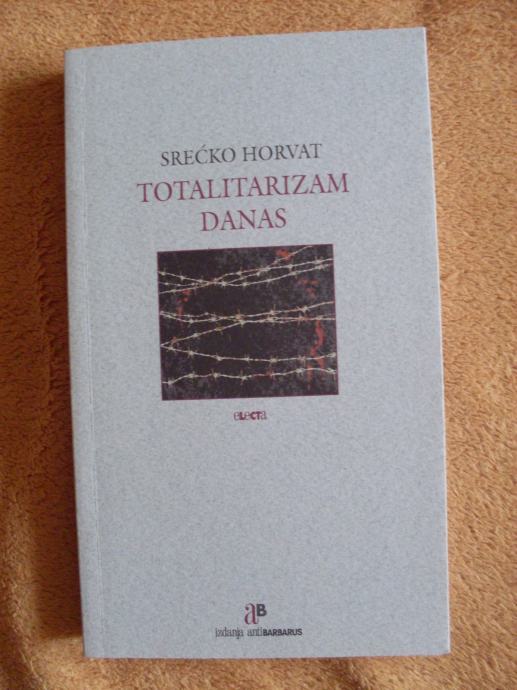 SREĆKO HORVAT
TOTALITARIZAM
DANAS
eLeCTa
aB
izdanja antiBARBARUS